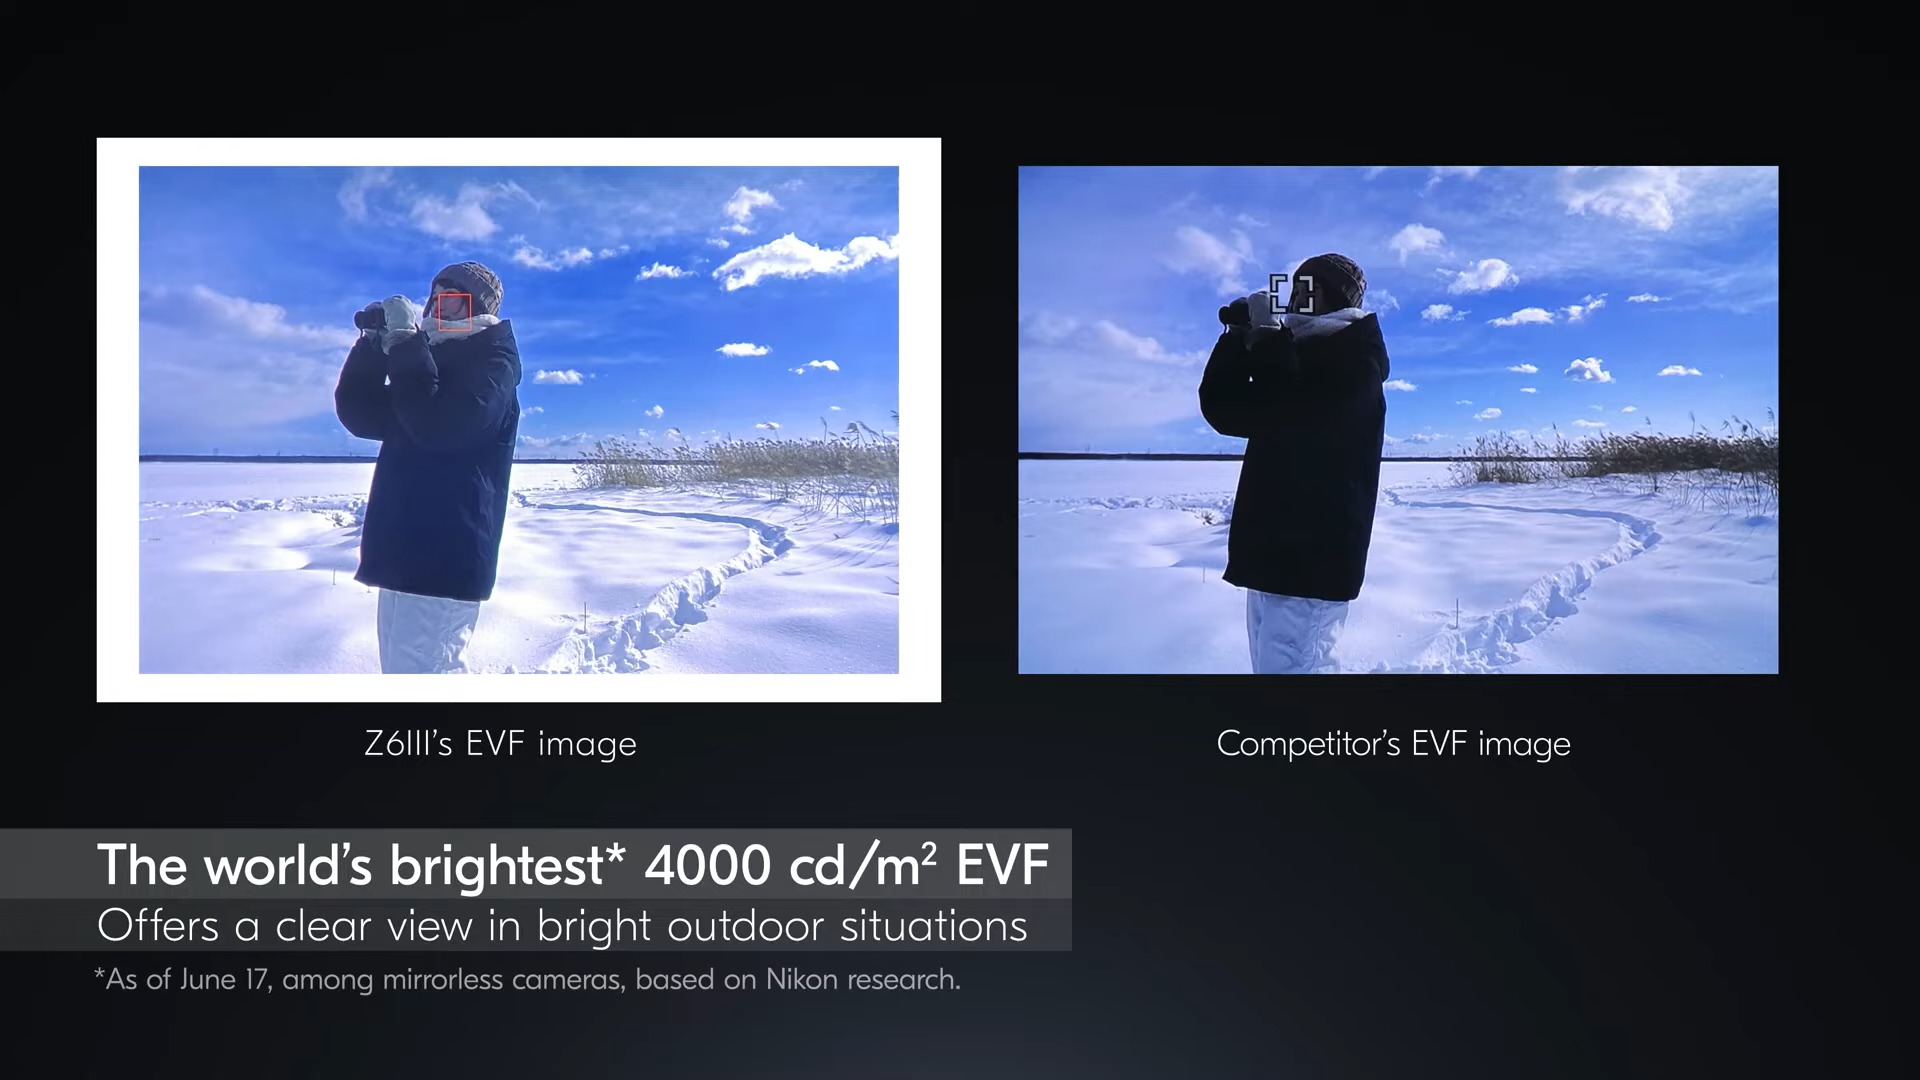 Z6III’s EVF image
Competitor’s EVF image
The world’s brightest* 4000 cd/m² EVF
Offers a clear view in bright outdoor situations
*As of June 17, among mirrorless cameras, based on Nikon research.